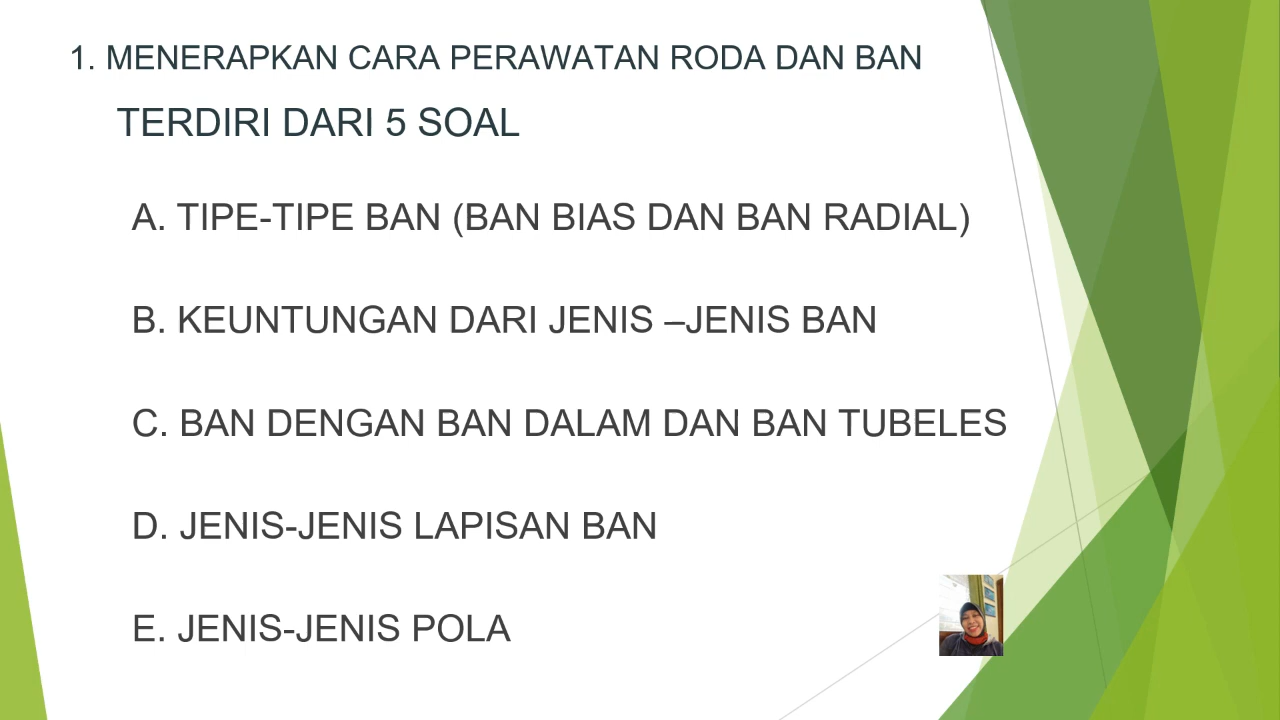 1. MENERAPKAN CARA PERAWATAN RODA DAN BAN
TERDIRI DARI 5 SOAL
A. TIPE-TIPE BAN (BAN BIAS DAN BAN RADIAL)
B. KEUNTUNGAN DARI JENIS –JENIS BAN
C. BAN DENGAN BAN DALAM DAN BAN TUBELES
D. JENIS-JENIS LAPISAN BAN
E. JENIS-JENIS POLA